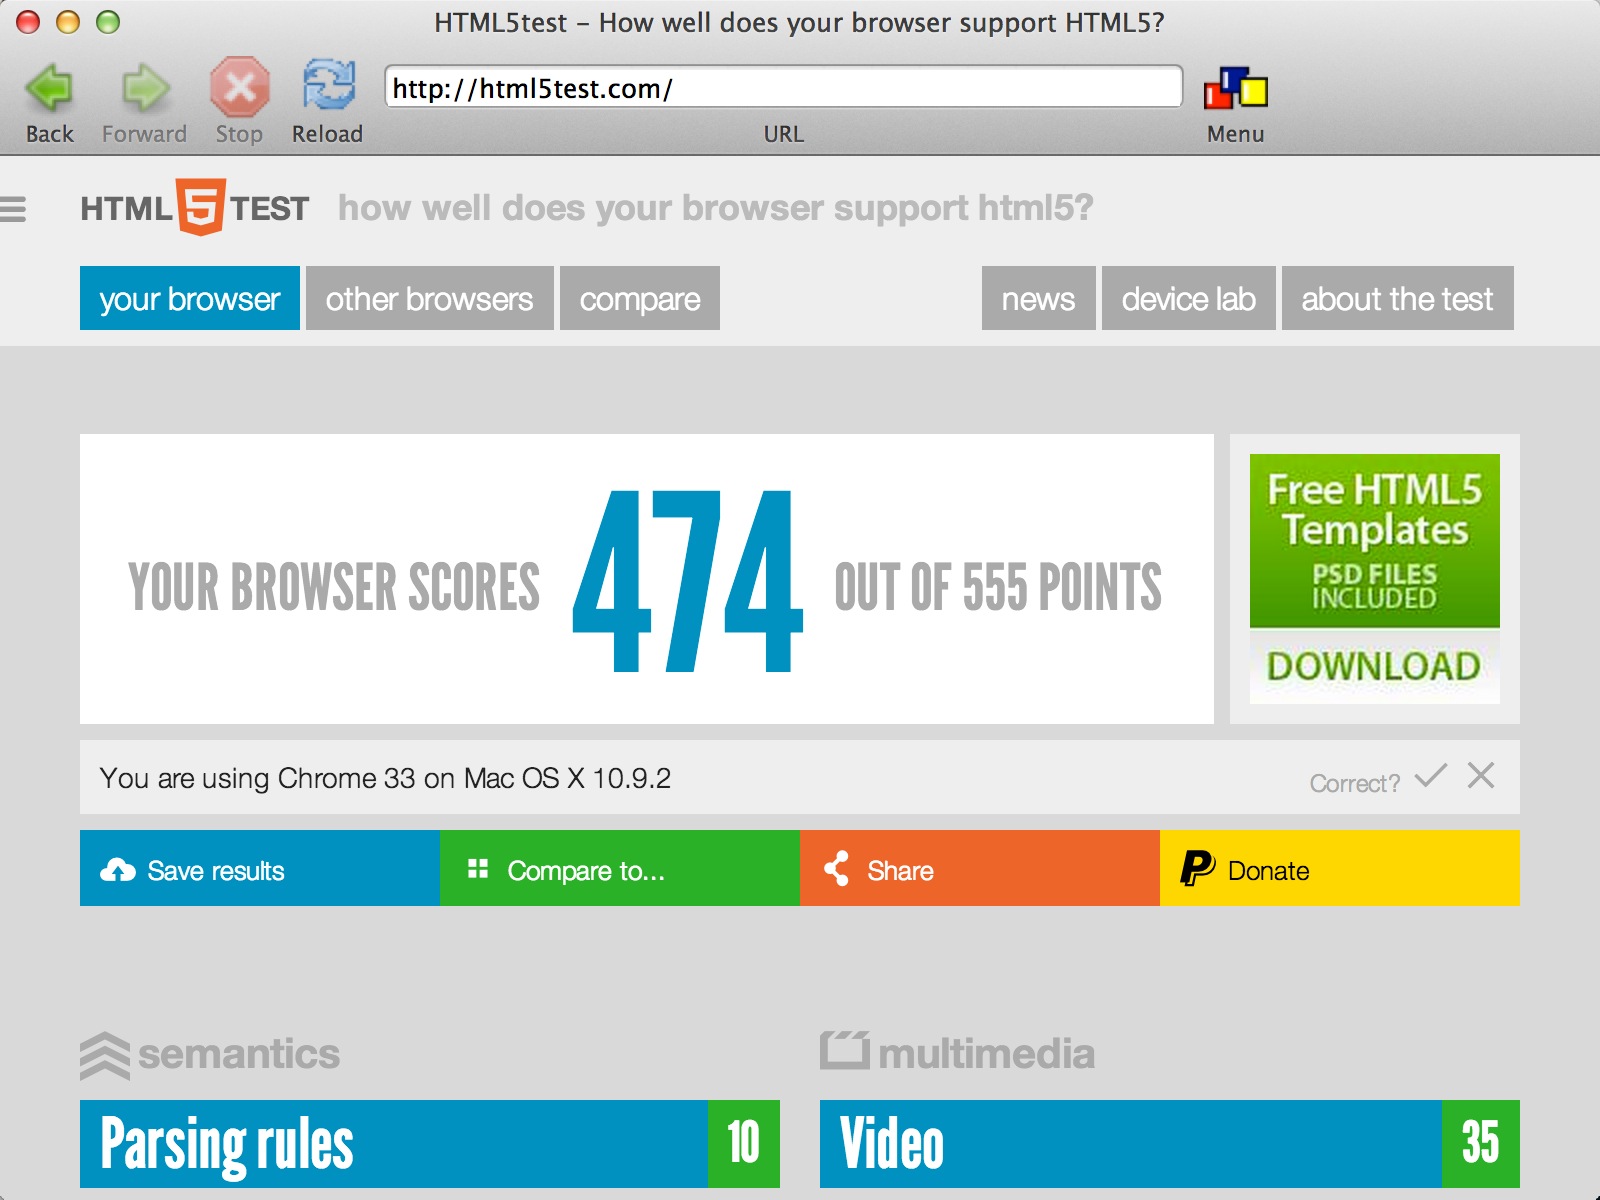 HTML5test – How well does your browser support HTML5?
http://html5test.com/
Back Forward Stop Reload URL Menu
HTML 5 TEST how well does your browser support html5?
your browser other browsers compare news device lab about the test
YOUR BROWSER SCORES 474 OUT OF 555 POINTS
Free HTML5
Templates
PSD FILES
INCLUDED
DOWNLOAD
You are using Chrome 33 on Mac OS X 10.9.2 Correct?
Save results Compare to... Share Donate
semantics multimedia
Parsing rules 10 Video 35